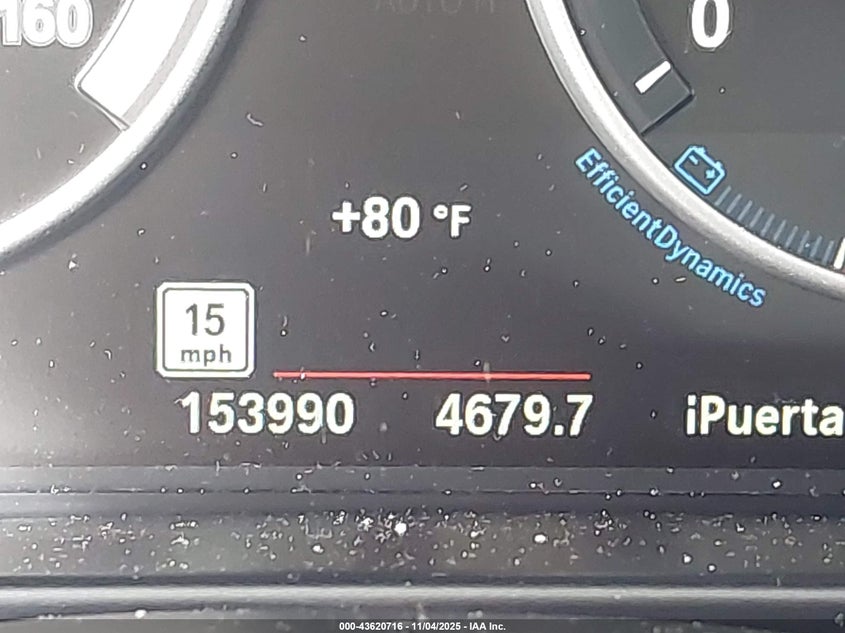 160
0
+80 °F
EfficientDynamics
15
mph
153990 4679.7 iPuerta
000-43620716 - 11/04/2025 - IAA Inc.